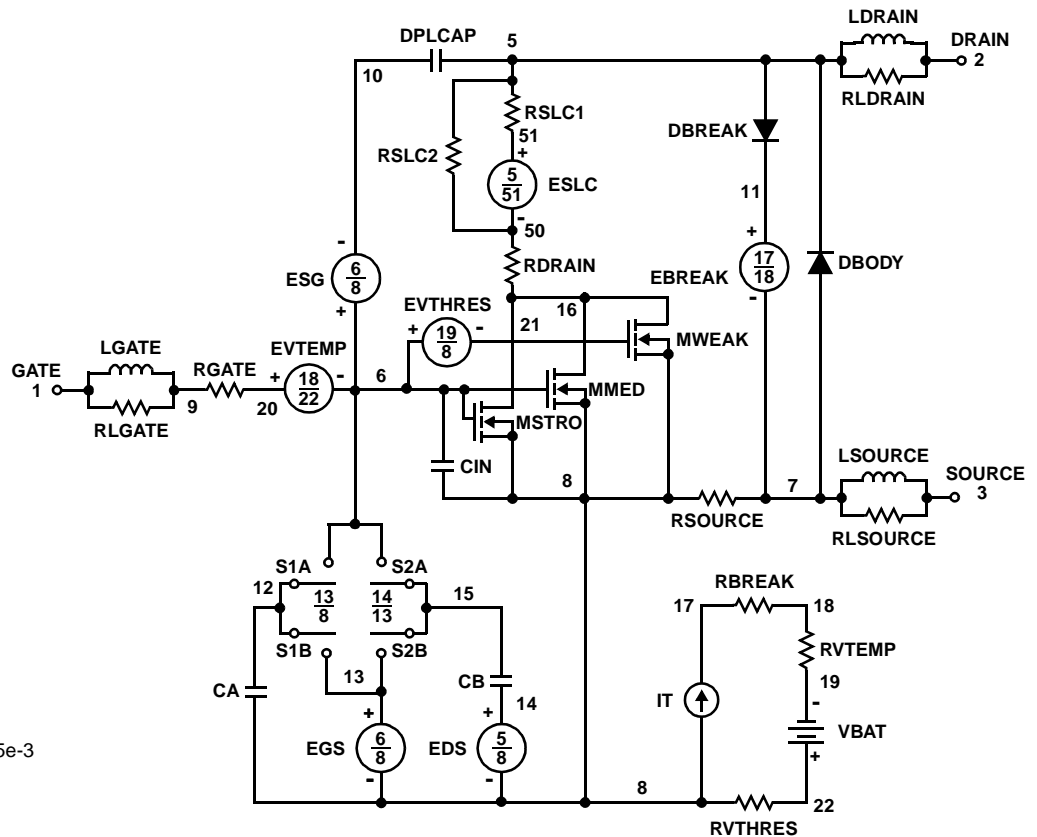 LDRAIN
DPLCAP 5 DRAIN
2
10
RLDRAIN
RSLC1
DBREAK
51
+
RSLC2
5
51
ESLC
11
-
50
-
+
17
18
RDRAIN
EBREAK
DBODY
6
8
ESG
-
+
EVTHRES
16
+
19
8
-
21
MWEAK
LGATE
EVTEMP
GATE
1
RGATE
+
18
22
-
6
MMED
9
20
RLGATE
MSTRO
LSOURCE
CIN
8
7
SOURCE
3
RSOURCE
RLSOURCE
S1A
S2A
12
13
8
14
13
15
RBREAK
17
18
S1B
S2B
RVTEMP
13
CB
CA
19
IT
-
14
VBAT
+
+
5e-3
EGS
6
8
EDS
5
8
+
-
-
8
22
RVTHRES